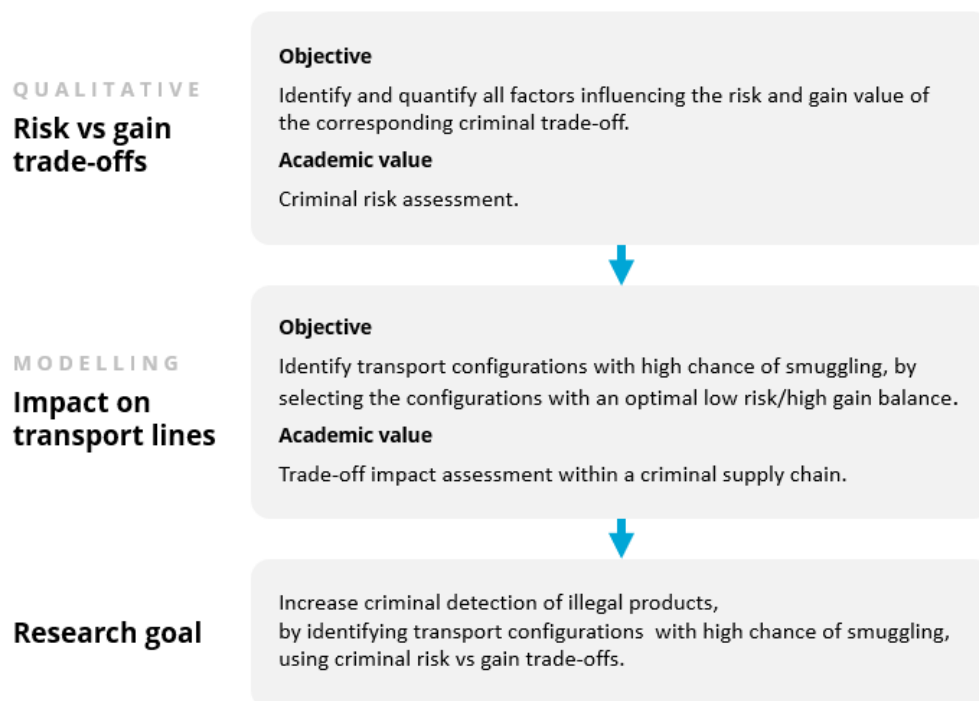 QUALITATIVE
Risk vs gain
trade-offs
Objective
Identify and quantify all factors influencing the risk and gain value of
the corresponding criminal trade-off.
Academic value
Criminal risk assessment.
MODELLING
Impact on
transport lines
Objective
Identify transport configurations with high chance of smuggling, by
selecting the configurations with an optimal low risk/high gain balance.
Academic value
Trade-off impact assessment within a criminal supply chain.
Research goal
Increase criminal detection of illegal products,
by identifying transport configurations with high chance of smuggling,
using criminal risk vs gain trade-offs.